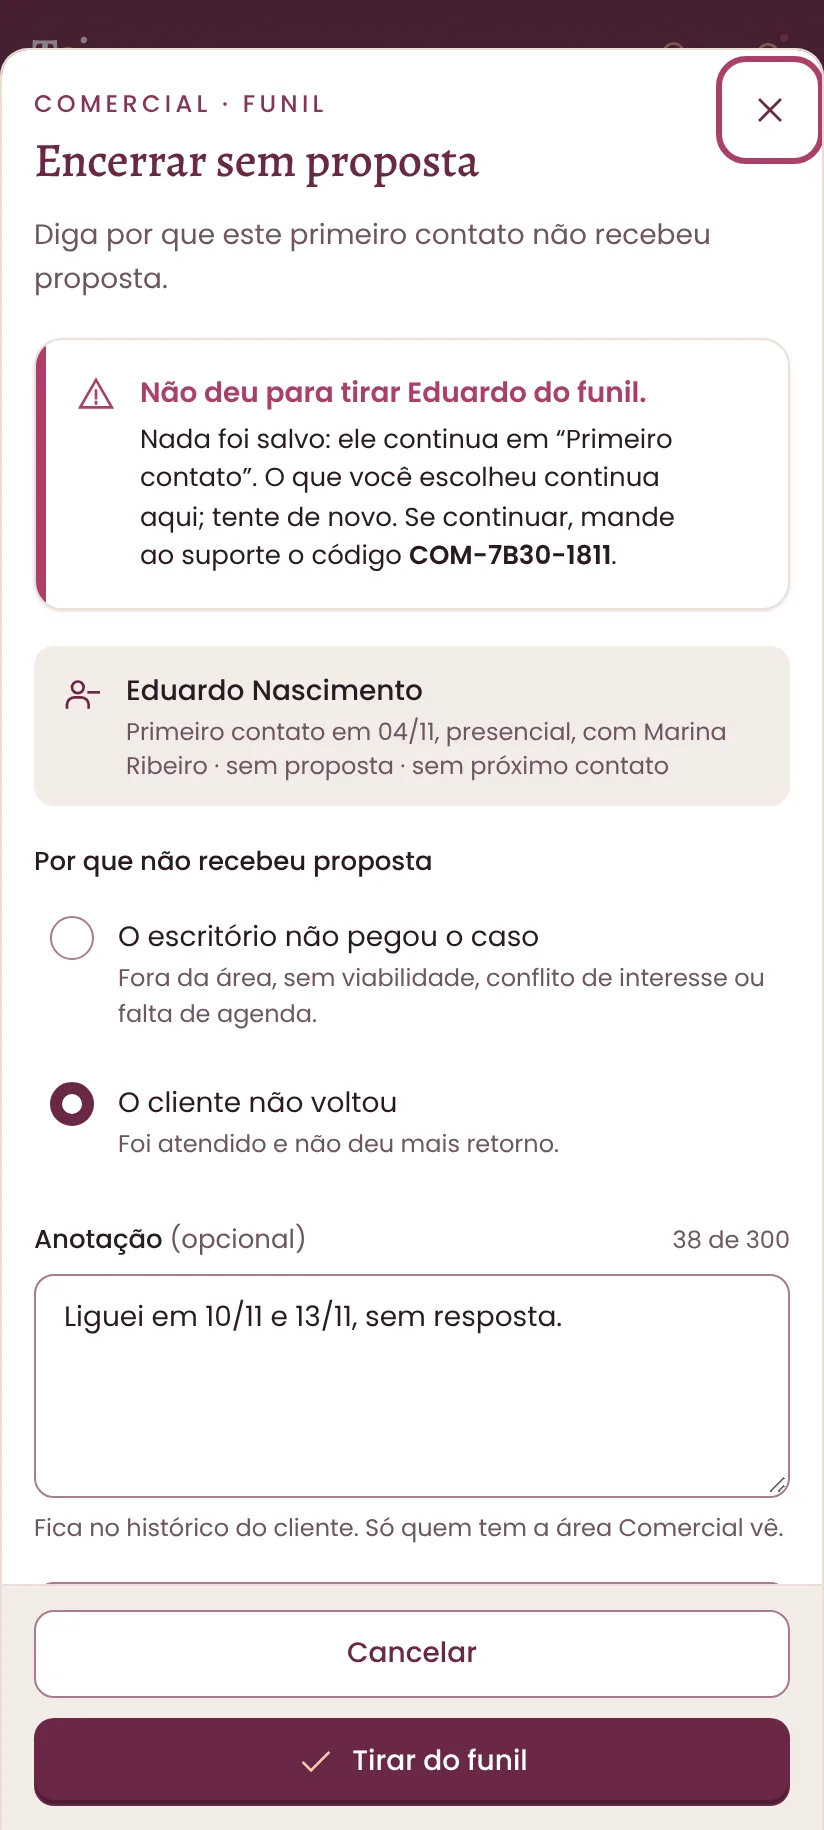 COMERCIAL · FUNIL
Encerrar sem proposta
Diga por que este primeiro contato não recebeu
proposta.
Não deu para tirar Eduardo do funil.
Nada foi salvo: ele continua em “Primeiro
contato”. O que você escolheu continua
aqui; tente de novo. Se continuar, mande
ao suporte o código COM-7B30-1811.
Eduardo Nascimento
Primeiro contato em 04/11, presencial, com Marina
Ribeiro · sem proposta · sem próximo contato
Por que não recebeu proposta
O escritório não pegou o caso
Fora da área, sem viabilidade, conflito de interesse ou
falta de agenda.
O cliente não voltou
Foi atendido e não deu mais retorno.
Anotação (opcional)
38 de 300
Liguei em 10/11 e 13/11, sem resposta.
Fica no histórico do cliente. Só quem tem a área Comercial vê.
Cancelar
Tirar do funil